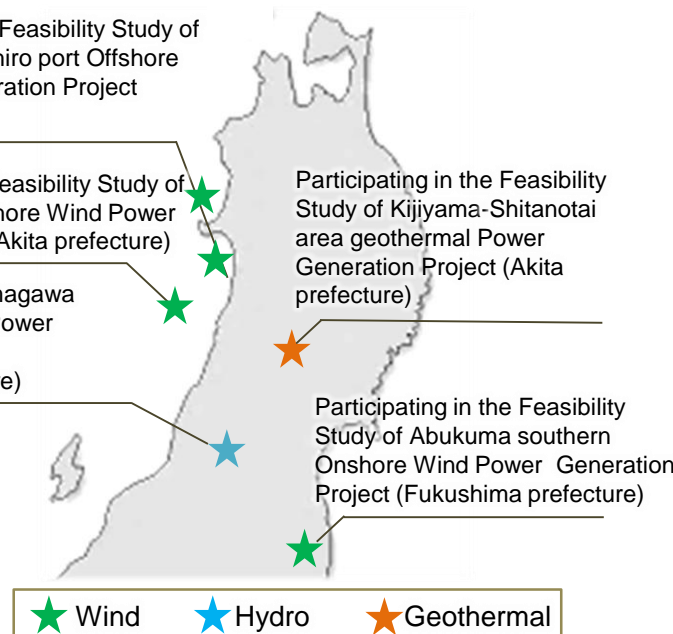 Feasibility Study of
hiro port Offshore
ration Project
easibility Study of
hore Wind Power
Akita prefecture)
nagawa
ower
e)
Participating in the Feasibility
Study of Kijiyama-Shitanotai
area geothermal Power
Generation Project (Akita
prefecture)
Participating in the Feasibility
Study of Abukuma southern
Onshore Wind Power Generation
Project (Fukushima prefecture)
Wind Hydro Geothermal